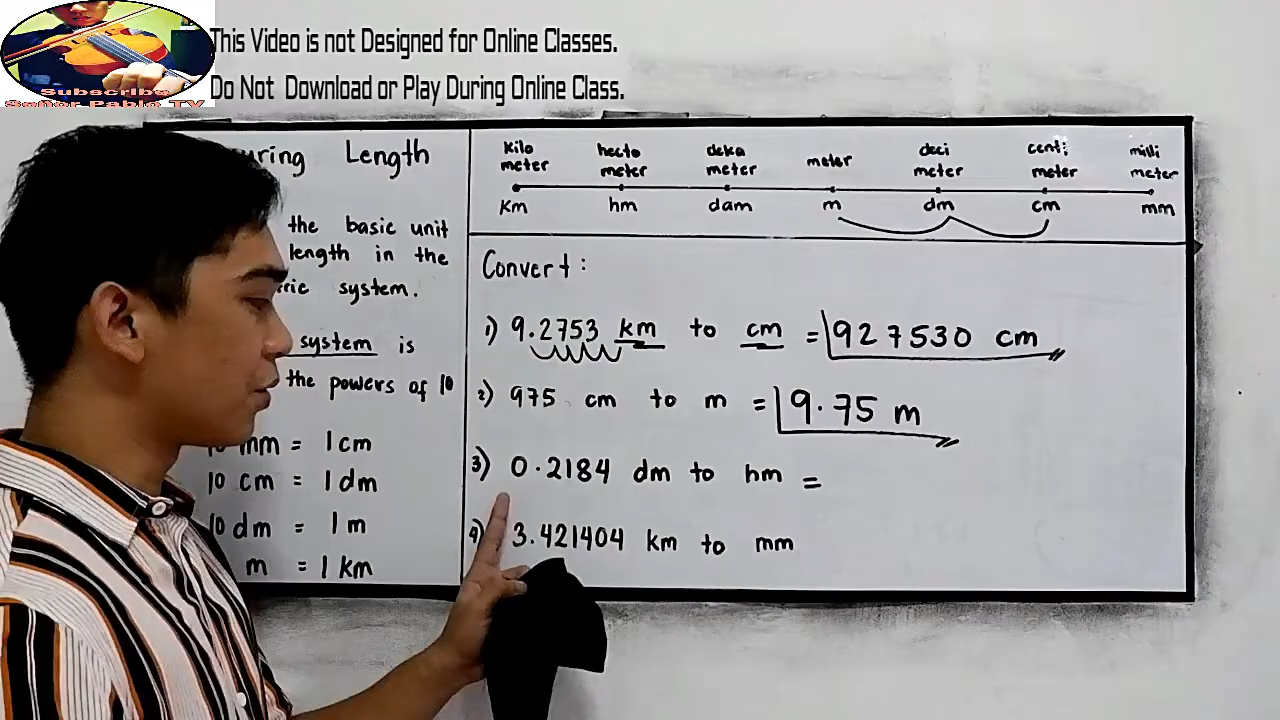 This Video is not Designed for Online Classes.
Do Not Download or Play During Online Class.
Subscribe
Señor Pablo TV
Length
the basic unit
length in the
system.
system is
the powers of 10
mm = 1 cm
10 cm = 1 dm
10 dm = 1 m
m = 1 km
kilo meter hecto meter deka meter meter deci meter centi meter milli meter
Km hm dam m dm cm mm
Convert:
1) 9.2753 km to cm = 927530 cm
2) 975 cm to m = 9.75 m
3) 0.2184 dm to hm =
4) 3.421404 km to mm